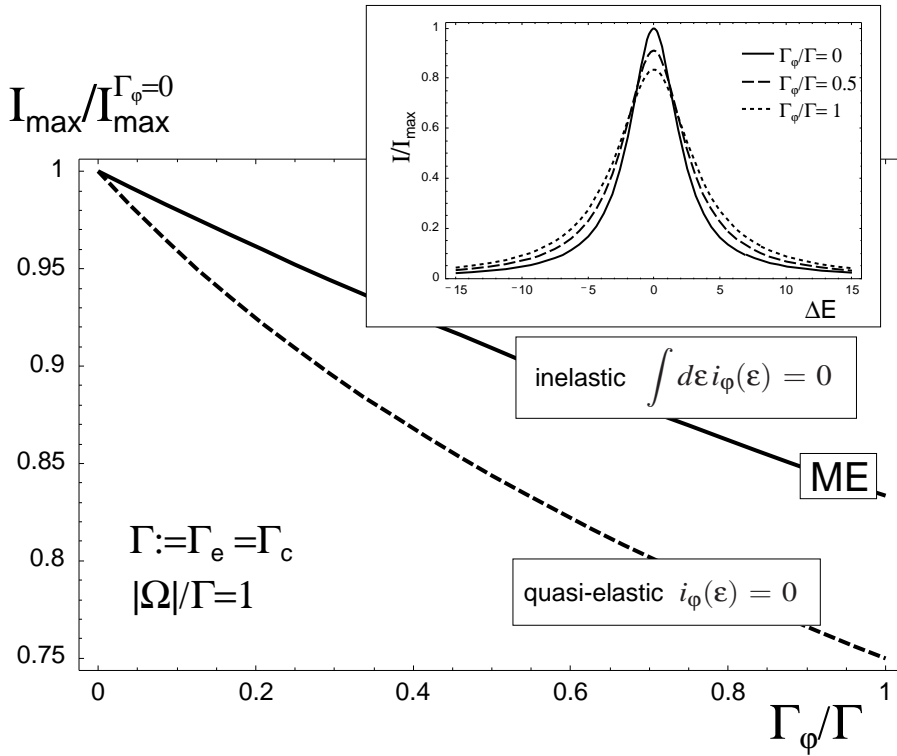 I_max/I_max^Γφ=0
1
0.95
0.9
0.85
0.8
0.75
0
0.2
0.4
0.6
0.8
1
Γφ/Γ
Γ:=Γe=Γc
|Ω|/Γ=1
inelastic ∫ dε iφ(ε) = 0
ME
quasi-elastic iφ(ε) = 0
I/I_max
1
0.8
0.6
0.4
0.2
0
−15
−10
−5
0
5
10
15
ΔE
Γφ/Γ= 0
Γφ/Γ= 0.5
Γφ/Γ= 1